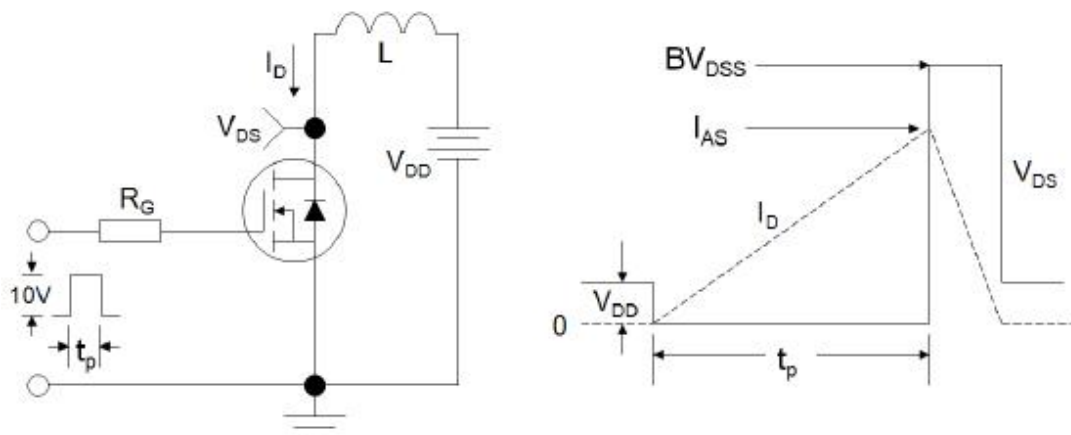 L
I_D
V_DS
V_DD
R_G
10V
t_p
BV_DSS
I_AS
V_DS
I_D
V_DD
0
t_p